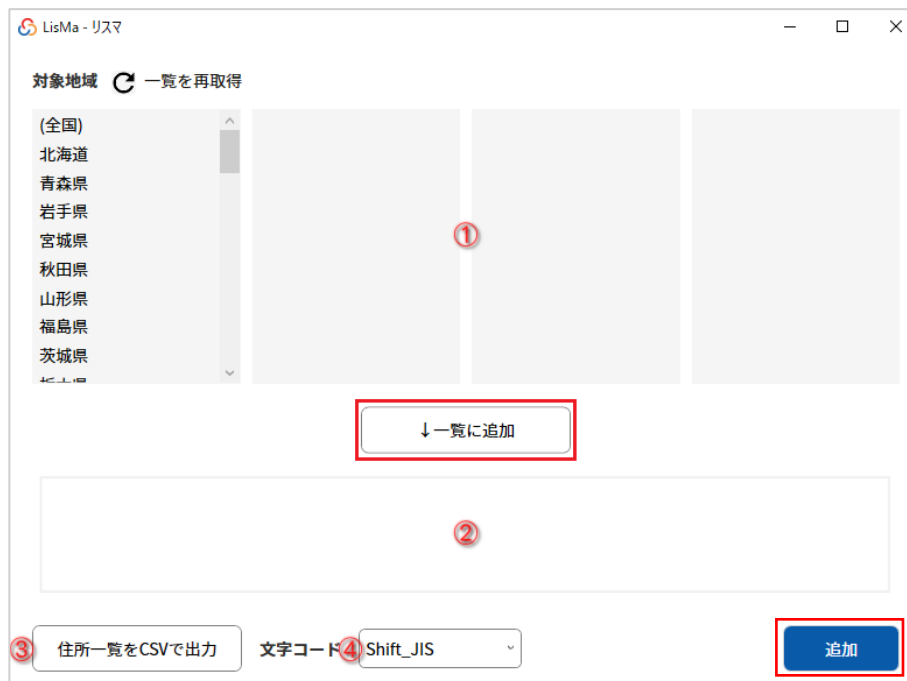 LisMa - リスマ
対象地域 一覧を再取得
(全国)
北海道
青森県
岩手県
宮城県
秋田県
山形県
福島県
茨城県
①
↓一覧に追加
②
③ 住所一覧をCSVで出力 文字コード ④ Shift_JIS 追加